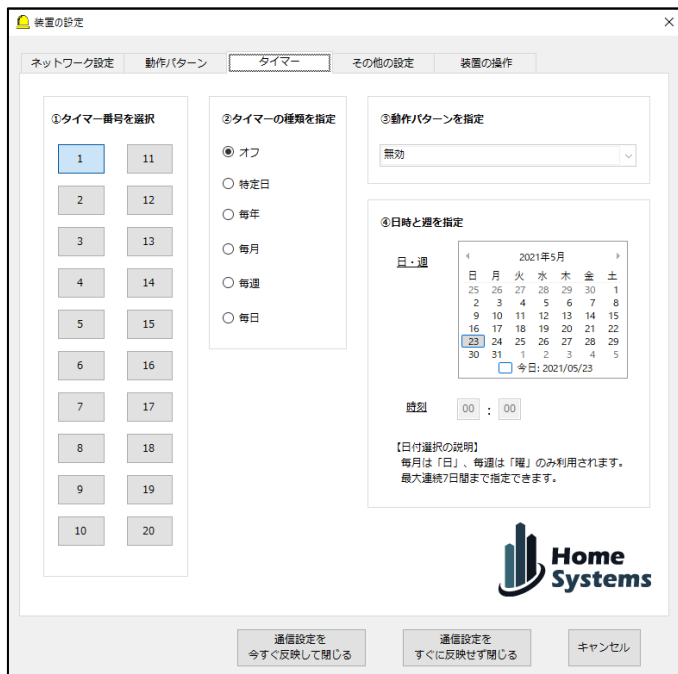 装置の設定
ネットワーク設定 動作パターン タイマー その他の設定 装置の操作
①タイマー番号を選択
1 11
2 12
3 13
4 14
5 15
6 16
7 17
8 18
9 19
10 20
②タイマーの種類を指定
オフ
特定日
毎年
毎月
毎週
毎日
③動作パターンを指定
無効
④日時と週を指定
日・週
2021年5月
日 月 火 水 木 金 土
25 26 27 28 29 30 1
2 3 4 5 6 7 8
9 10 11 12 13 14 15
16 17 18 19 20 21 22
23 24 25 26 27 28 29
30 31 1 2 3 4 5
今日: 2021/05/23
時刻 00 : 00
【日付選択の説明】
毎月は「日」、毎週は「曜」のみ利用されます。
最大連続7日間まで指定できます。
Home
Systems
通信設定を
今すぐ反映して閉じる
通信設定を
すぐに反映せず閉じる
キャンセル